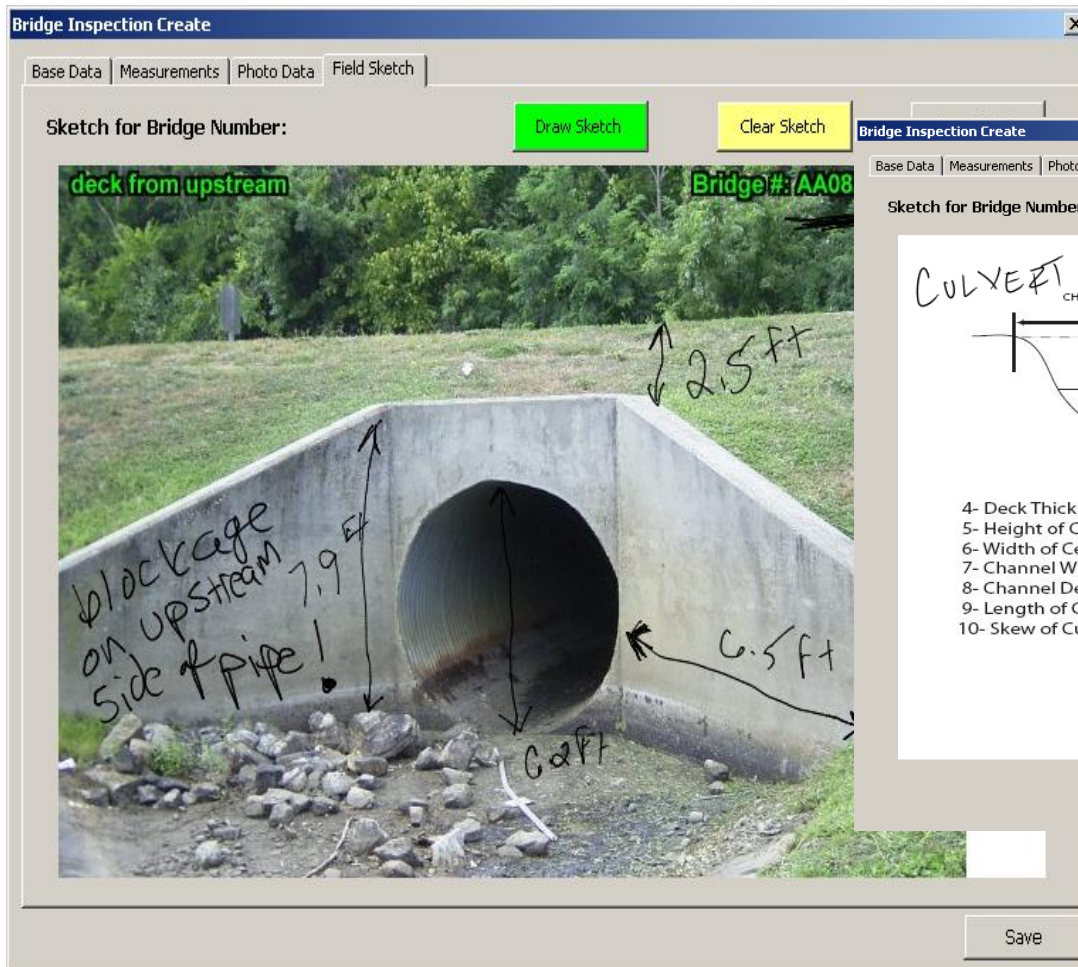 Bridge Inspection Create
Base Data Measurements Photo Data Field Sketch
Sketch for Bridge Number:
Draw Sketch
Clear Sketch
deck from upstream
Bridge #: AA08
2.5 ft
blockage
on upstream
side of pipe!
7.9 ft
6.5 ft
6.2 ft
Bridge Inspection Create
Base Data Measurements Photo
Sketch for Bridge Number
CULVERT
CH
4- Deck Thick
5- Height of C
6- Width of Ce
7- Channel W
8- Channel De
9- Length of C
10- Skew of Cu
Save